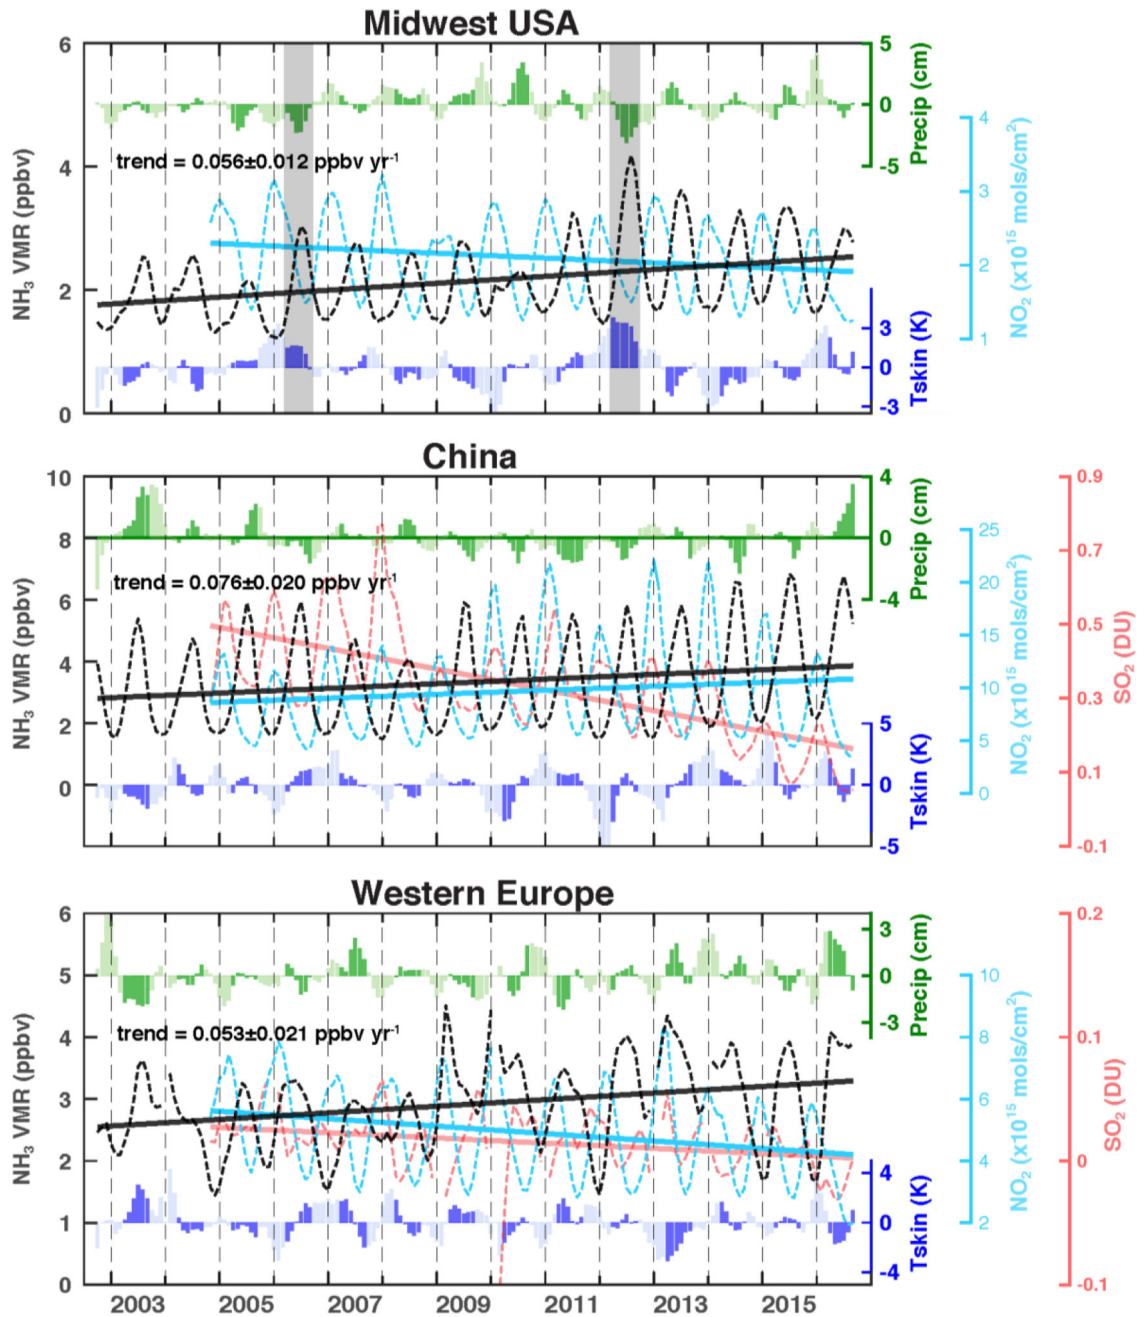 Midwest USA
6
4
2
0
NH3 VMR (ppbv)
trend = 0.056±0.012 ppbv yr-1
5
0
-5
Precip (cm)
4
3
2
1
NO2 (x10^15 mols/cm2)
3
0
-3
Tskin (K)
China
10
8
6
4
2
0
NH3 VMR (ppbv)
trend = 0.076±0.020 ppbv yr-1
4
0
-4
Precip (cm)
25
20
15
10
5
0
NO2 (x10^15 mols/cm2)
5
0
-5
Tskin (K)
0.9
0.7
0.5
0.3
0.1
-0.1
SO2 (DU)
Western Europe
6
5
4
3
2
1
0
NH3 VMR (ppbv)
trend = 0.053±0.021 ppbv yr-1
3
0
-3
Precip (cm)
10
8
6
4
2
NO2 (x10^15 mols/cm2)
4
0
-4
Tskin (K)
0.2
0.1
0
-0.1
SO2 (DU)
2003 2005 2007 2009 2011 2013 2015